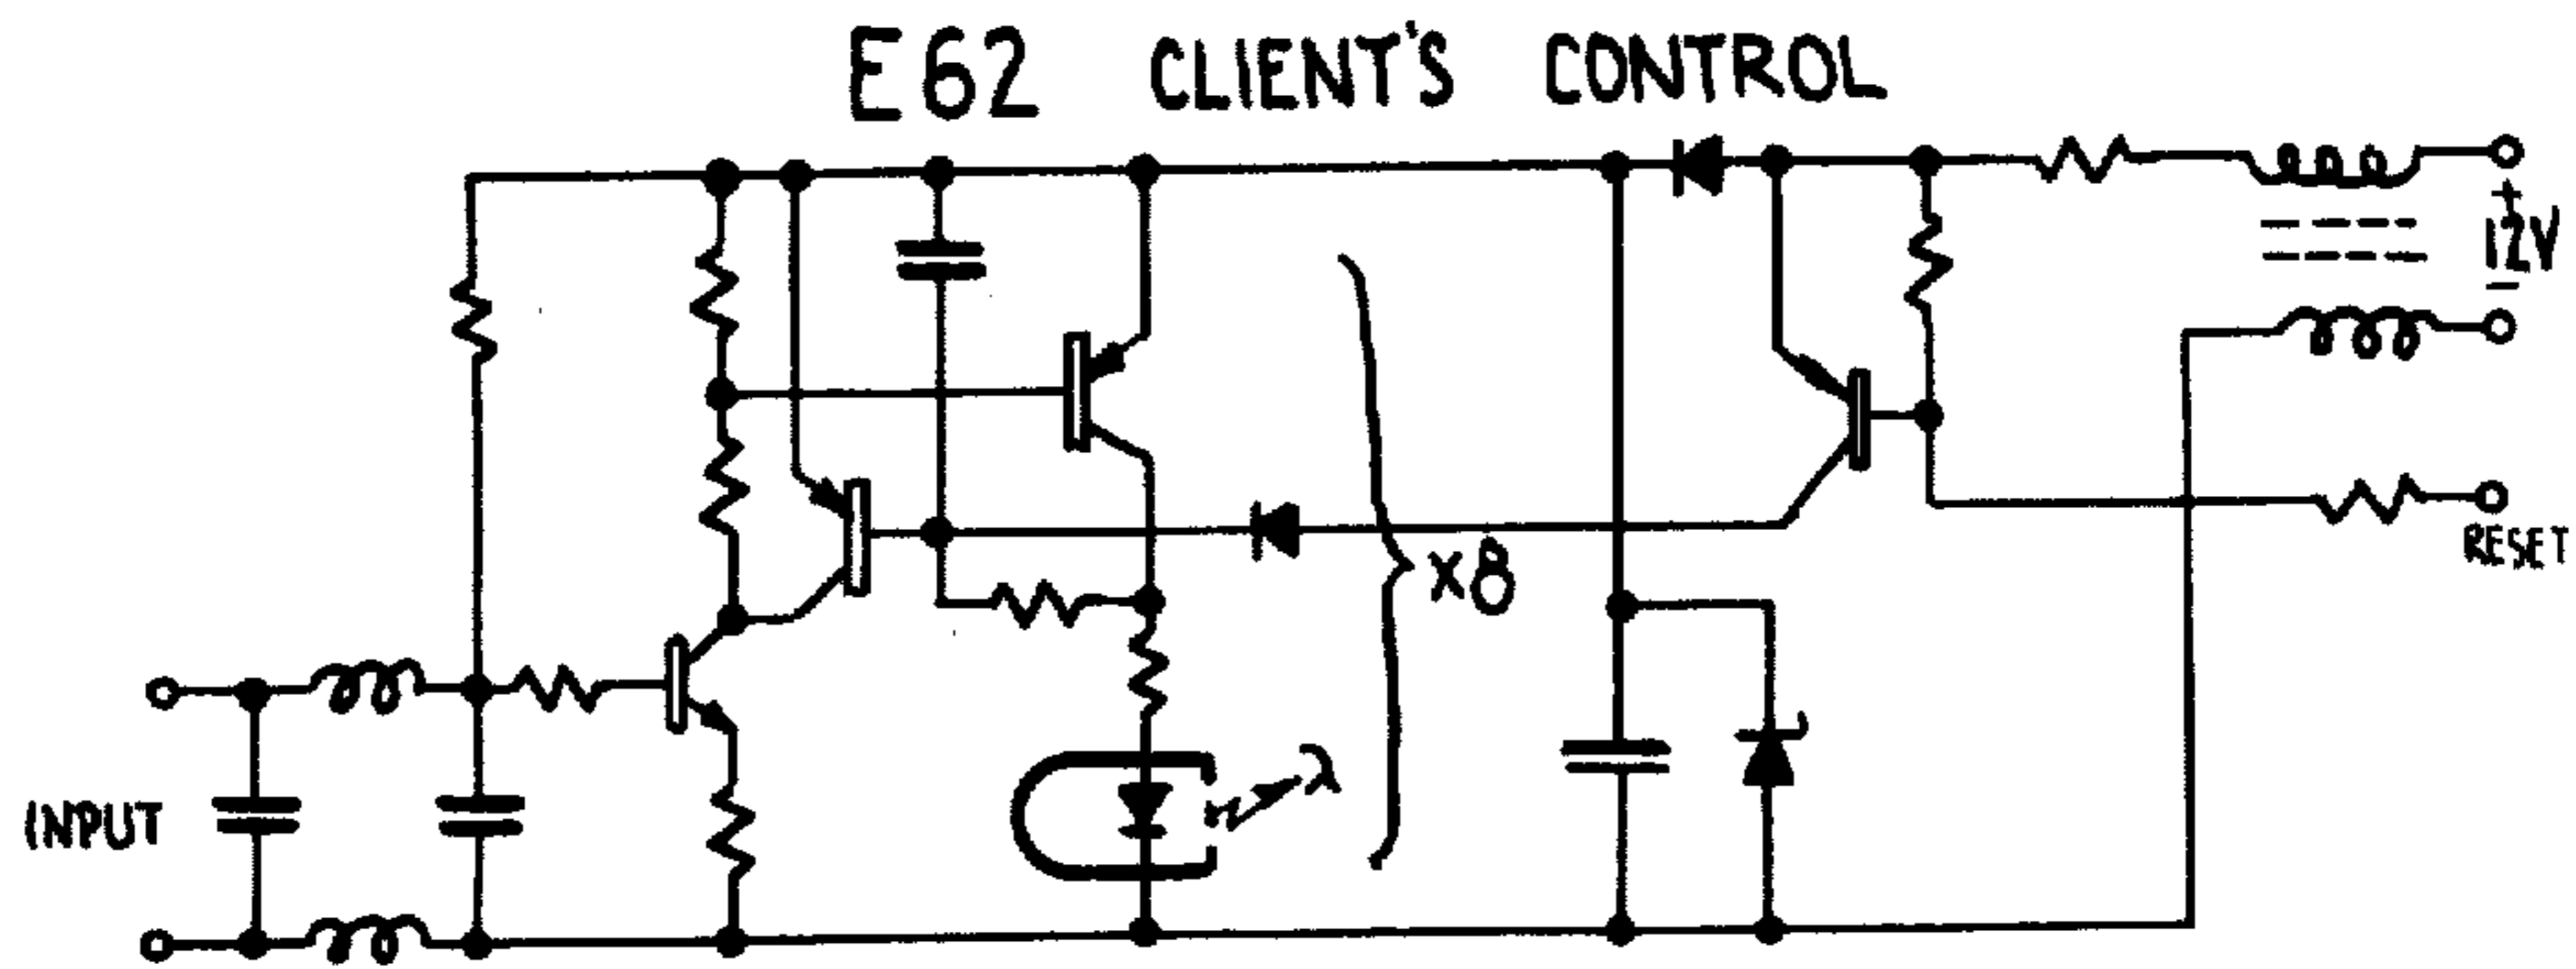 E62 CLIENT'S CONTROL
+
12V
−
RESET
x8
λ
INPUT